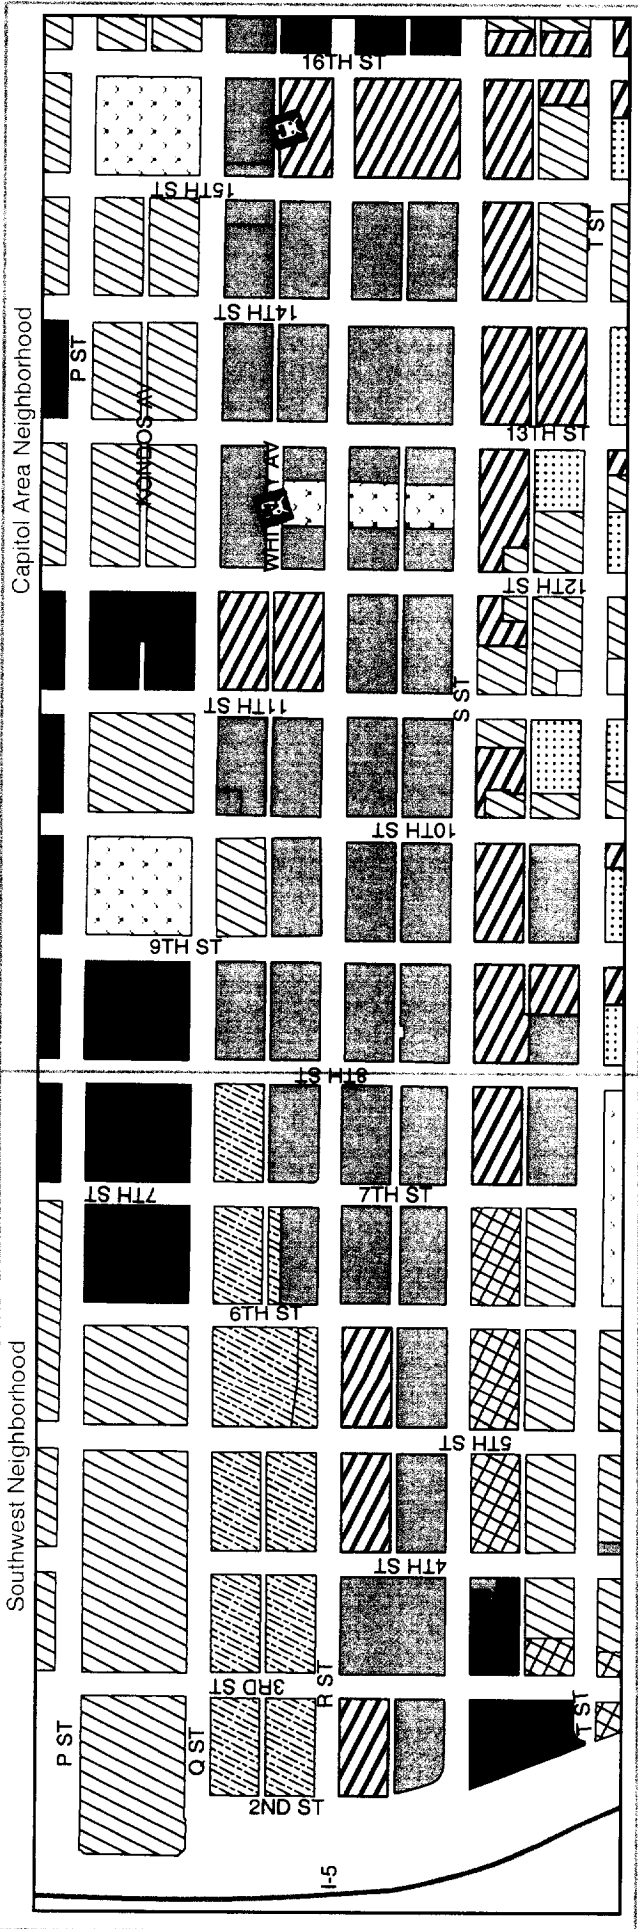 16TH ST
15TH ST
T ST
14TH ST
Capitol Area Neighborhood
P ST
KONDOS AV
13TH ST
12TH ST
S ST
11TH ST
10TH ST
9TH ST
8TH ST
7TH ST
7TH ST
6TH ST
Southwest Neighborhood
5TH ST
4TH ST
3RD ST
R ST
P ST
Q ST
T ST
2ND ST
I-5